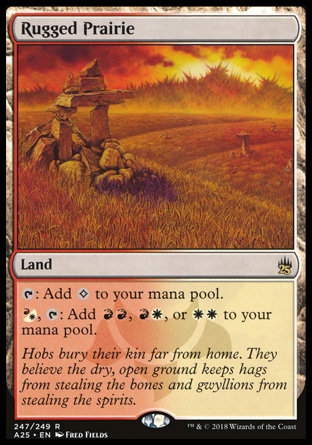 Rugged Prairie
Land
25
: Add to your mana pool.
, : Add , , or to your
mana pool.
Hobs bury their kin far from home. They
believe the dry, open ground keeps hags
from stealing the bones and gwyllions from
stealing the spirits.
247/249 R
A25 • EN Fred Fields
™ & © 2018 Wizards of the Coast